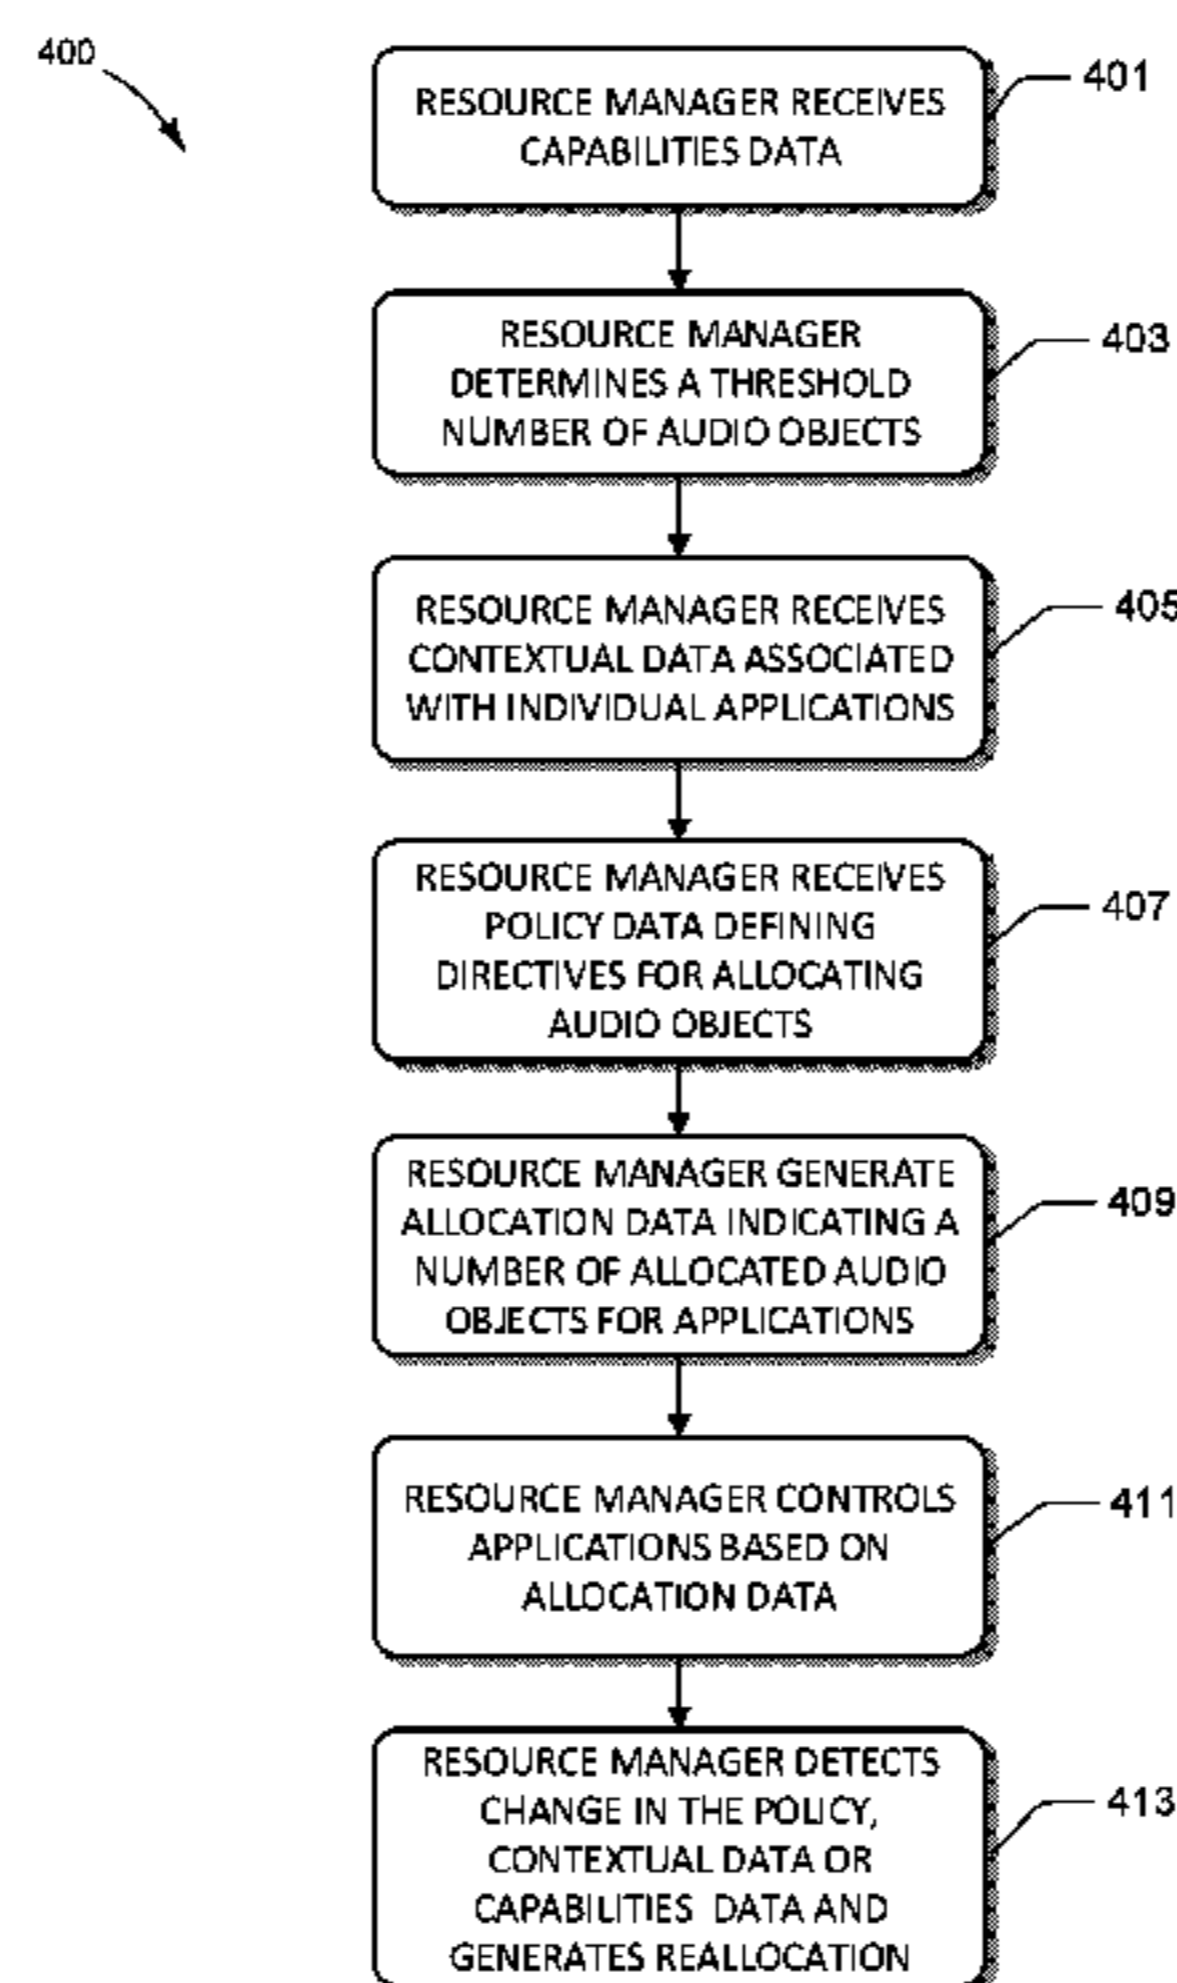 400
RESOURCE MANAGER RECEIVES
CAPABILITIES DATA
401
RESOURCE MANAGER
DETERMINES A THRESHOLD
NUMBER OF AUDIO OBJECTS
403
RESOURCE MANAGER RECEIVES
CONTEXTUAL DATA ASSOCIATED
WITH INDIVIDUAL APPLICATIONS
405
RESOURCE MANAGER RECEIVES
POLICY DATA DEFINING
DIRECTIVES FOR ALLOCATING
AUDIO OBJECTS
407
RESOURCE MANAGER GENERATE
ALLOCATION DATA INDICATING A
NUMBER OF ALLOCATED AUDIO
OBJECTS FOR APPLICATIONS
409
RESOURCE MANAGER CONTROLS
APPLICATIONS BASED ON
ALLOCATION DATA
411
RESOURCE MANAGER DETECTS
CHANGE IN THE POLICY,
CONTEXTUAL DATA OR
CAPABILITIES DATA AND
GENERATES REALLOCATION
413